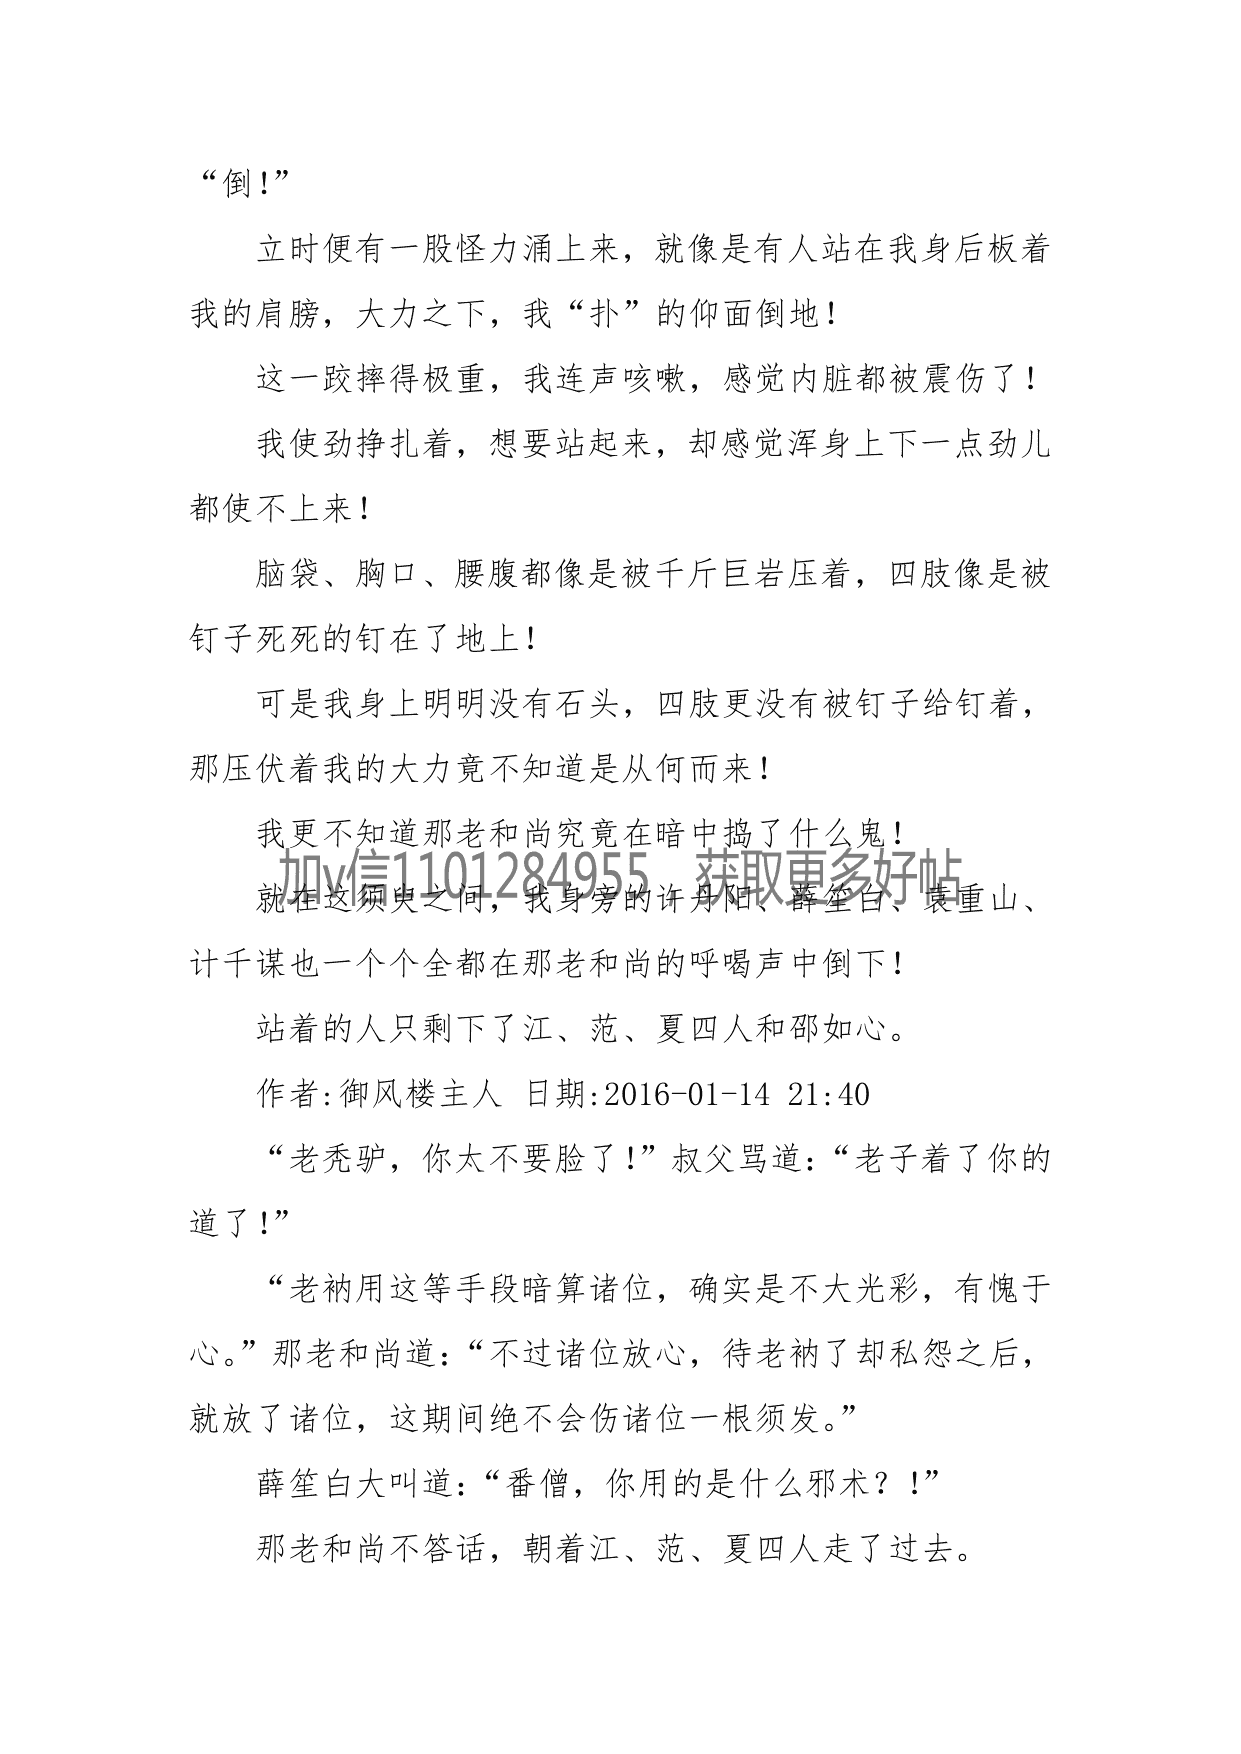 “倒！”
立时便有一股怪力涌上来，就像是有人站在我身后板着
我的肩膀，大力之下，我“扑”的仰面倒地！
这一跤摔得极重，我连声咳嗽，感觉内脏都被震伤了！
我使劲挣扎着，想要站起来，却感觉浑身上下一点劲儿
都使不上来！
脑袋、胸口、腰腹都像是被千斤巨岩压着，四肢像是被
钉子死死的钉在了地上！
可是我身上明明没有石头，四肢更没有被钉子给钉着，
那压伏着我的大力竟不知道是从何而来！
我更不知道那老和尚究竟在暗中捣了什么鬼！
加v信1101284955 获取更多好帖
就在这须臾之间，我身旁的许丹阳、薛笙白、袁重山、
计千谋也一个个全都在那老和尚的呼喝声中倒下！
站着的人只剩下了江、范、夏四人和邵如心。
作者:御风楼主人 日期:2016-01-14 21:40
“老秃驴，你太不要脸了！”叔父骂道：“老子着了你的
道了！”
“老衲用这等手段暗算诸位，确实是不大光彩，有愧于
心。”那老和尚道：“不过诸位放心，待老衲了却私怨之后，
就放了诸位，这期间绝不会伤诸位一根须发。”
薛笙白大叫道：“番僧，你用的是什么邪术？！”
那老和尚不答话，朝着江、范、夏四人走了过去。